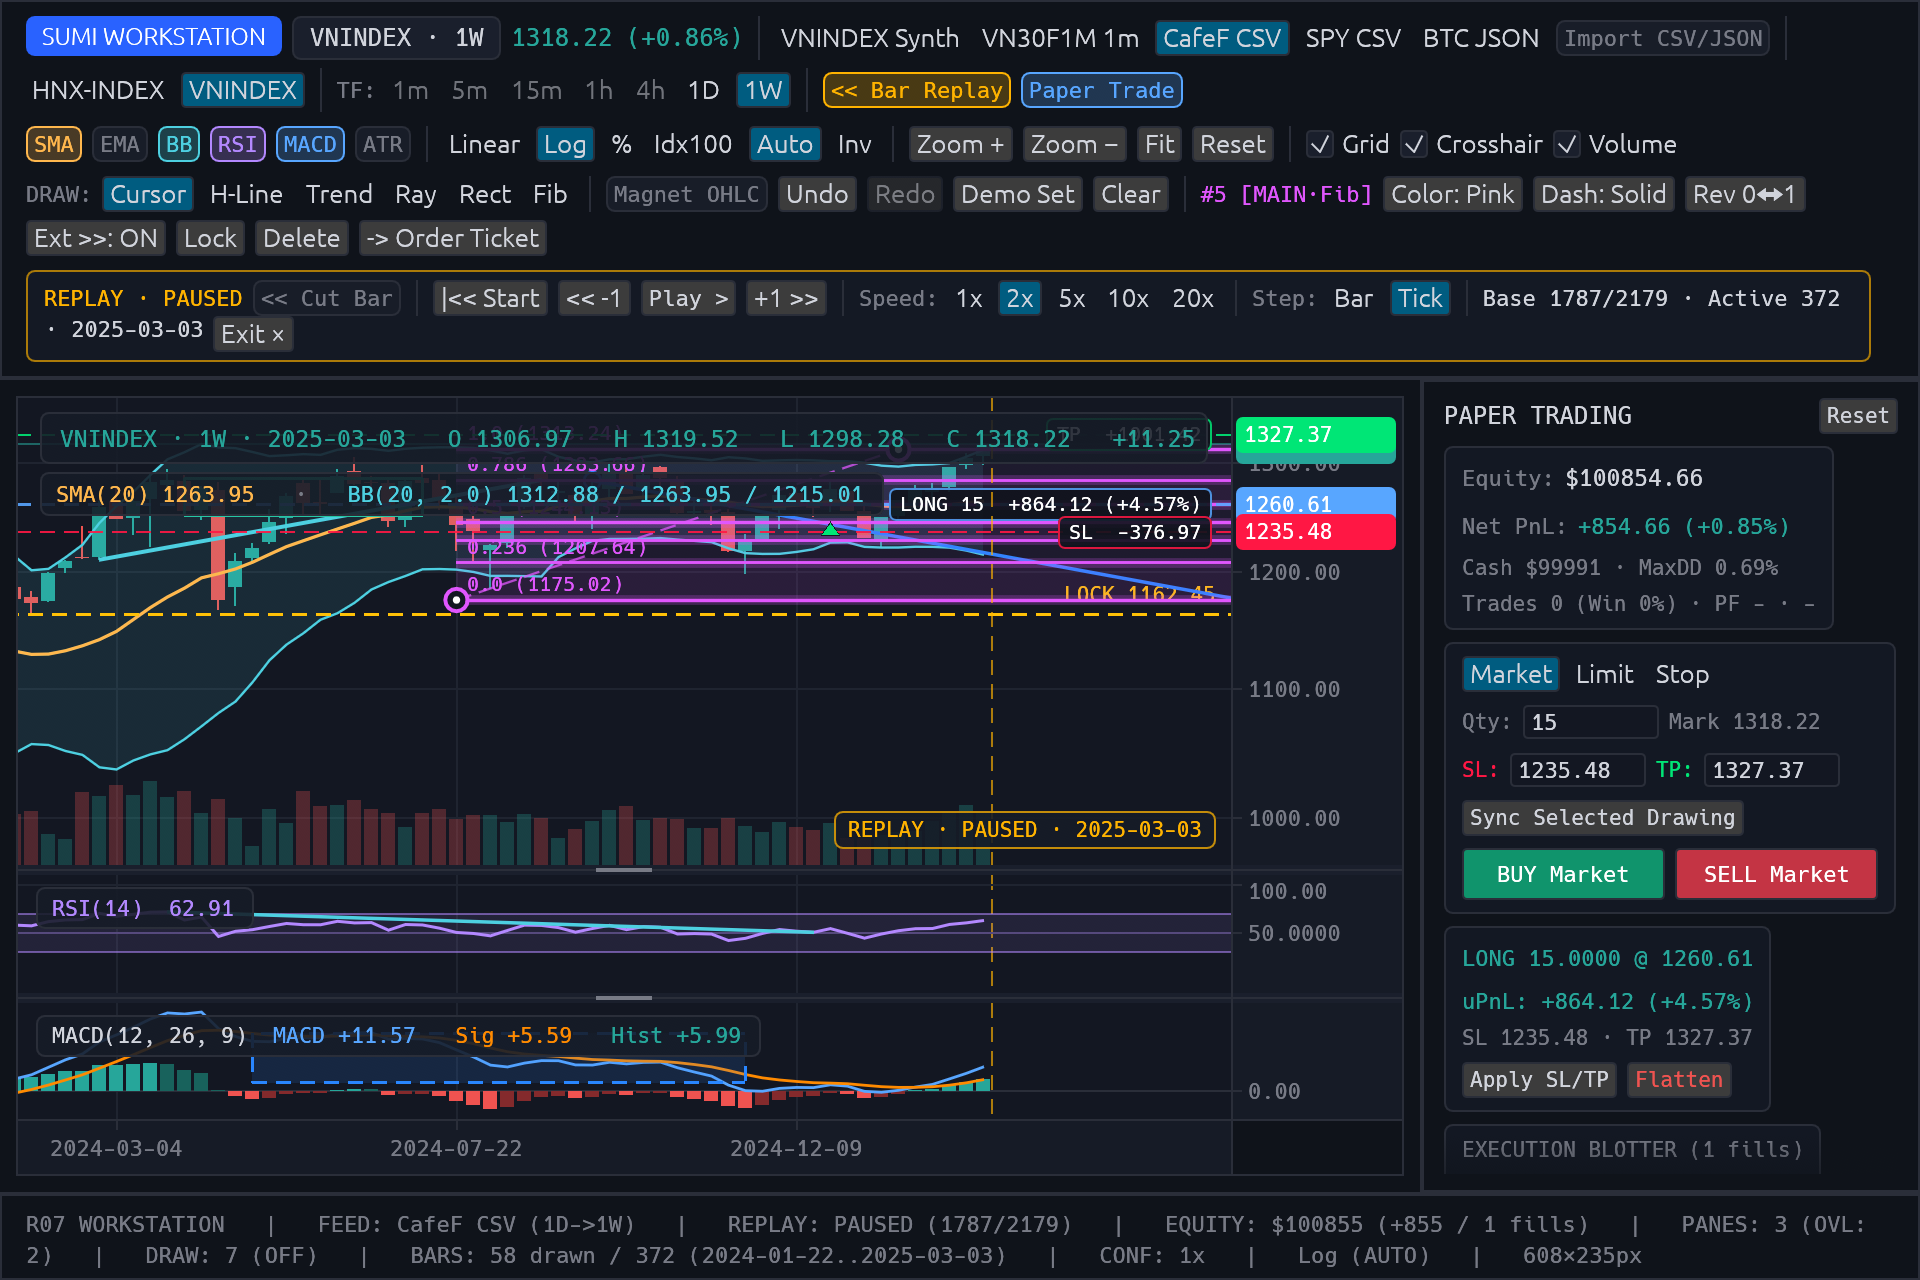 SUMI WORKSTATION VNINDEX · 1W 1318.22 (+0.86%) VNINDEX Synth VN30F1M 1m CafeF CSV SPY CSV BTC JSON Import CSV/JSON
HNX-INDEX VNINDEX TF: 1m 5m 15m 1h 4h 1D 1W << Bar Replay Paper Trade
SMA EMA BB RSI MACD ATR Linear Log % Idx100 Auto Inv Zoom + Zoom − Fit Reset Grid Crosshair Volume
DRAW: Cursor H-Line Trend Ray Rect Fib Magnet OHLC Undo Redo Demo Set Clear #5 [MAIN·Fib] Color: Pink Dash: Solid Rev 0⬌1
Ext >>: ON Lock Delete -> Order Ticket
REPLAY · PAUSED << Cut Bar |<< Start << -1 Play > +1 >> Speed: 1x 2x 5x 10x 20x Step: Bar Tick Base 1787/2179 · Active 372
· 2025-03-03 Exit ×
VNINDEX · 1W · 2025-03-03 O 1306.97 H 1319.52 L 1298.28 C 1318.22 +11.25
1327.37
1300.00
0.786 (1283.66)
SMA(20) 1263.95 · BB(20, 2.0) 1312.88 / 1263.95 / 1215.01
LONG 15 +864.12 (+4.57%)
1260.61
SL -376.97
1235.48
0.236 (1207.64)
1200.00
0.0 (1175.02)
LOCK 1162.45
1100.00
1000.00
REPLAY · PAUSED · 2025-03-03
100.00
RSI(14) 62.91
50.0000
MACD(12, 26, 9) MACD +11.57 Sig +5.59 Hist +5.99
0.00
2024-03-04 2024-07-22 2024-12-09
PAPER TRADING Reset
Equity: $100854.66
Net PnL: +854.66 (+0.85%)
Cash $99991 · MaxDD 0.69%
Trades 0 (Win 0%) · PF - · -
Market Limit Stop
Qty: 15 Mark 1318.22
SL: 1235.48 TP: 1327.37
Sync Selected Drawing
BUY Market SELL Market
LONG 15.0000 @ 1260.61
uPnL: +864.12 (+4.57%)
SL 1235.48 · TP 1327.37
Apply SL/TP Flatten
EXECUTION BLOTTER (1 fills)
R07 WORKSTATION | FEED: CafeF CSV (1D->1W) | REPLAY: PAUSED (1787/2179) | EQUITY: $100855 (+855 / 1 fills) | PANES: 3 (OVL:
2) | DRAW: 7 (OFF) | BARS: 58 drawn / 372 (2024-01-22..2025-03-03) | CONF: 1x | Log (AUTO) | 608×235px